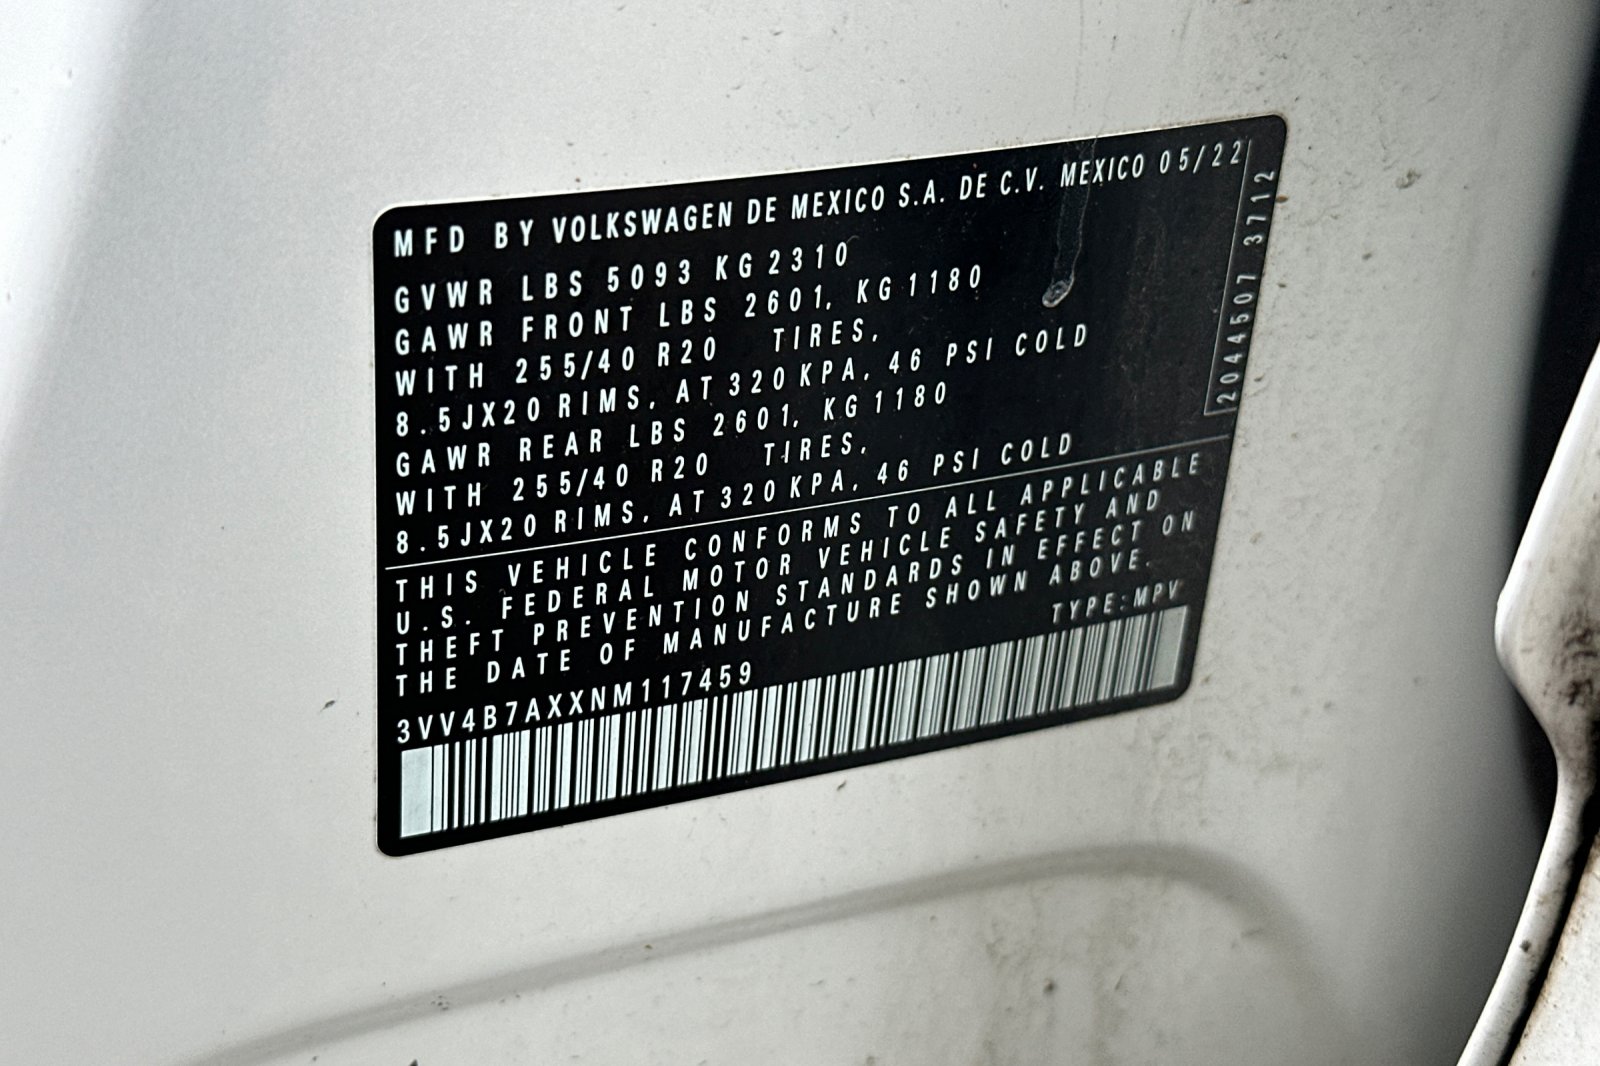 MFD BY VOLKSWAGEN DE MEXICO S.A. DE C.V. MEXICO 05/22
GVWR LBS 5093 KG 2310
GAWR FRONT LBS 2601, KG 1180
WITH 255/40 R20 TIRES,
8.5JX20 RIMS, AT 320 KPA, 46 PSI COLD
GAWR REAR LBS 2601, KG 1180
WITH 255/40 R20 TIRES,
8.5JX20 RIMS, AT 320 KPA, 46 PSI COLD
2044507 3712
THIS VEHICLE CONFORMS TO ALL APPLICABLE
U.S. FEDERAL MOTOR VEHICLE SAFETY AND
THEFT PREVENTION STANDARDS IN EFFECT ON
THE DATE OF MANUFACTURE SHOWN ABOVE.
TYPE:MPV
3VV4B7AXXNM117459